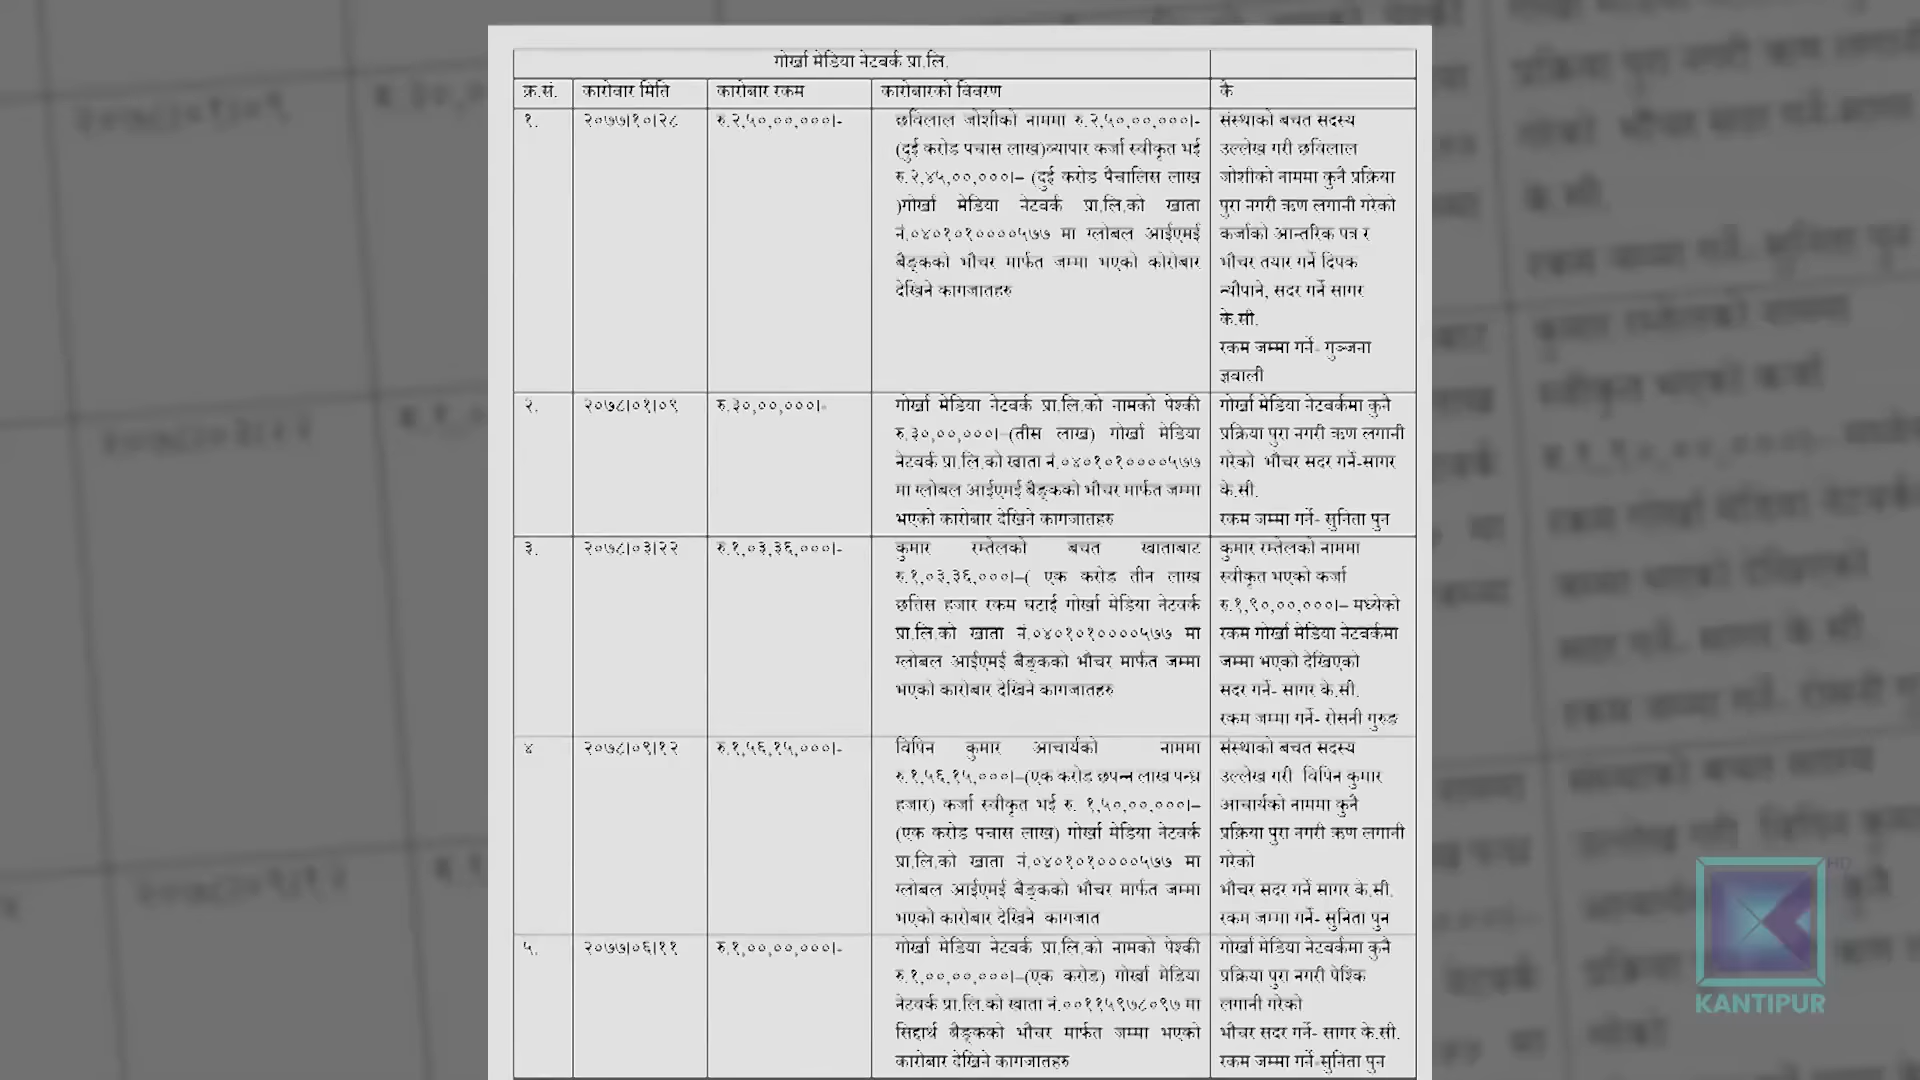 गोर्खा मेडिया नेटवर्क प्रा.लि.
क्र.सं. कारोवार मिति कारोबार रकम कारोबारको विवरण कै
१. २०७७।१०।२८ रु.२,५०,००,०००।-
छविलाल जोशीको नाममा रु.२,५०,००,०००।-
(दुई करोड पचास लाख)व्यापार कर्जा स्वीकृत भई
रु.२,४५,००,०००।– (दुई करोड पैचालिस लाख
)गोर्खा मेडिया नेटवर्क प्रा.लि.को खाता
नं.०४०१०१००००५७७ मा ग्लोबल आईएमई
बैङ्कको भौचर मार्फत जम्मा भएको कोरोबार
देखिने कागजातहरु
संस्थाको बचत सदस्य
उल्लेख गरी छविलाल
जोशीको नाममा कुनै प्रक्रिया
पुरा नगरी ऋण लगानी गरेको
कर्जाको आन्तरिक पत्र र
भौचर तयार गर्ने दिपक
न्यौपाने, सदर गर्ने सागर
के.सी.
रकम जम्मा गर्ने- गुञ्जना
ज्ञवाली
२. २०७८।०१।०९ रु.३०,००,०००।-
गोर्खा मेडिया नेटवर्क प्रा.लि.को नामको पेश्की
रु.३०,००,०००।–(तीस लाख) गोर्खा मेडिया
नेटवर्क प्रा.लि.को खाता नं.०४०१०१००००५७७
मा ग्लोबल आईएमई बैङ्कको भौचर मार्फत जम्मा
भएको कारोबार देखिने कागजातहरु
गोर्खा मेडिया नेटवर्कमा कुनै
प्रक्रिया पुरा नगरी ऋण लगानी
गरेको भौचर सदर गर्ने-सागर
के.सी.
रकम जम्मा गर्ने- सुनिता पुन
३. २०७८।०३।२२ रु.१,०३,३६,०००।-
कुमार रम्तेलको बचत खाताबाट
रु.१,०३,३६,०००।–( एक करोड तीन लाख
छत्तिस हजार रकम घटाई गोर्खा मेडिया नेटवर्क
प्रा.लि.को खाता नं.०४०१०१००००५७७ मा
ग्लोबल आईएमई बैङ्कको भौचर मार्फत जम्मा
भएको कारोबार देखिने कागजातहरु
कुमार रम्तेलको नाममा
स्वीकृत भएको कर्जा
रु.१,९०,००,०००।– मध्येको
रकम गोर्खा मेडिया नेटवर्कमा
जम्मा भएको देखिएको
सदर गर्ने- सागर के.सी.
रकम जम्मा गर्ने- रोसनी गुरुङ
४ २०७८।०९।१२ रु.१,५६,१५,०००।-
विपिन कुमार आचार्यको नाममा
रु.१,५६,१५,०००।–(एक करोड छपन्न लाख पन्ध्र
हजार) कर्जा स्वीकृत भई रु. १,५०,००,०००।–
(एक करोड पचास लाख) गोर्खा मेडिया नेटवर्क
प्रा.लि.को खाता नं.०४०१०१००००५७७ मा
ग्लोबल आईएमई बैङ्कको भौचर मार्फत जम्मा
भएको कारोबार देखिने कागजात
संस्थाको बचत सदस्य
उल्लेख गरी विपिन कुमार
आचार्यको नाममा कुनै
प्रक्रिया पुरा नगरी ऋण लगानी
गरेको
भौचर सदर गर्ने सागर के.सी.
रकम जम्मा गर्ने- सुनिता पुन
५. २०७७।०६।११ रु.१,००,००,०००।-
गोर्खा मेडिया नेटवर्क प्रा.लि.को नामको पेश्की
रु.१,००,००,०००।–(एक करोड) गोर्खा मेडिया
नेटवर्क प्रा.लि.को खाता नं.००११५९७८०९७ मा
सिद्दार्थ बैङ्कको भौचर मार्फत जम्मा भएको
कारोबार देखिने कागजातहरु
गोर्खा मेडिया नेटवर्कमा कुनै
प्रक्रिया पुरा नगरी पेश्कि
लगानी गरेको
भौचर सदर गर्ने- सागर के.सी.
रकम जम्मा गर्ने-सुनिता पुन
HD
KANTIPUR